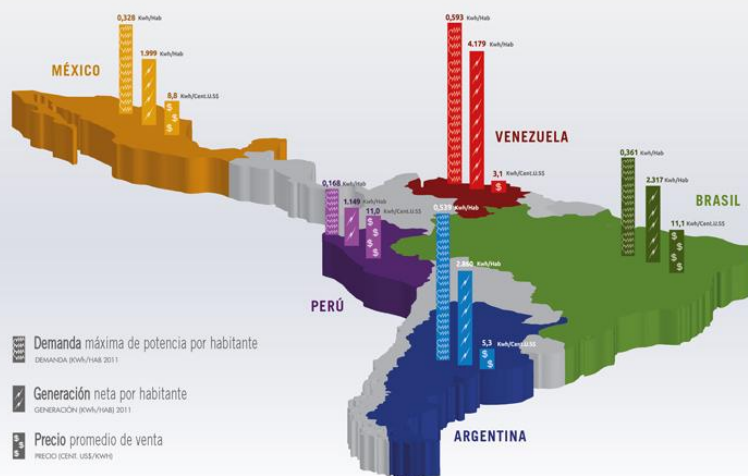 0,328 Kwh/Hab
1.999 Kwh/Hab
8,8 Kwh/Cent.U.S$
MÉXICO
0,593 Kwh/Hab
4.179 Kwh/Hab
3,1 Kwh/Cent.U.S$
VENEZUELA
0,361 Kwh/Hab
2.317 Kwh/Hab
11,1 Kwh/Cent.U.S$
BRASIL
0,168 Kwh/Hab
1.149 Kwh/Hab
11,0 Kwh/Cent.U.S$
PERÚ
0,539 Kwh/Hab
2.860 Kwh/Hab
5,3 Kwh/Cent.U.S$
ARGENTINA
Demanda máxima de potencia por habitante
DEMANDA (KWh/HAB 2011
Generación neta por habitante
GENERACIÓN (KWh/HAB) 2011
Precio promedio de venta
PRECIO (CENT. US$/KWH)